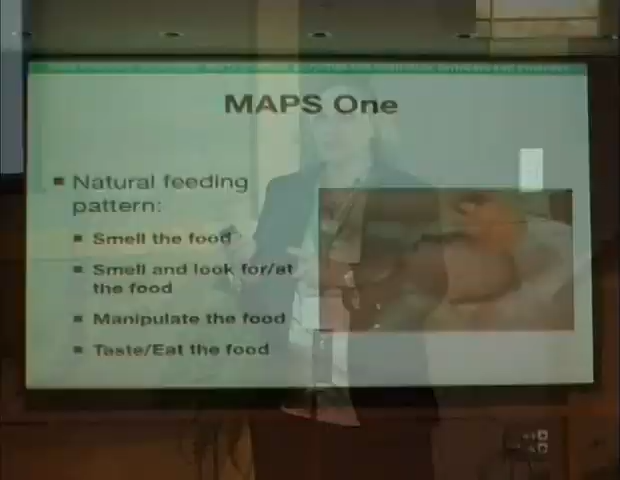 MAPS One
Natural feeding
pattern:
Smell the food
Smell and look for/at
the food
Manipulate the food
Taste/Eat the food